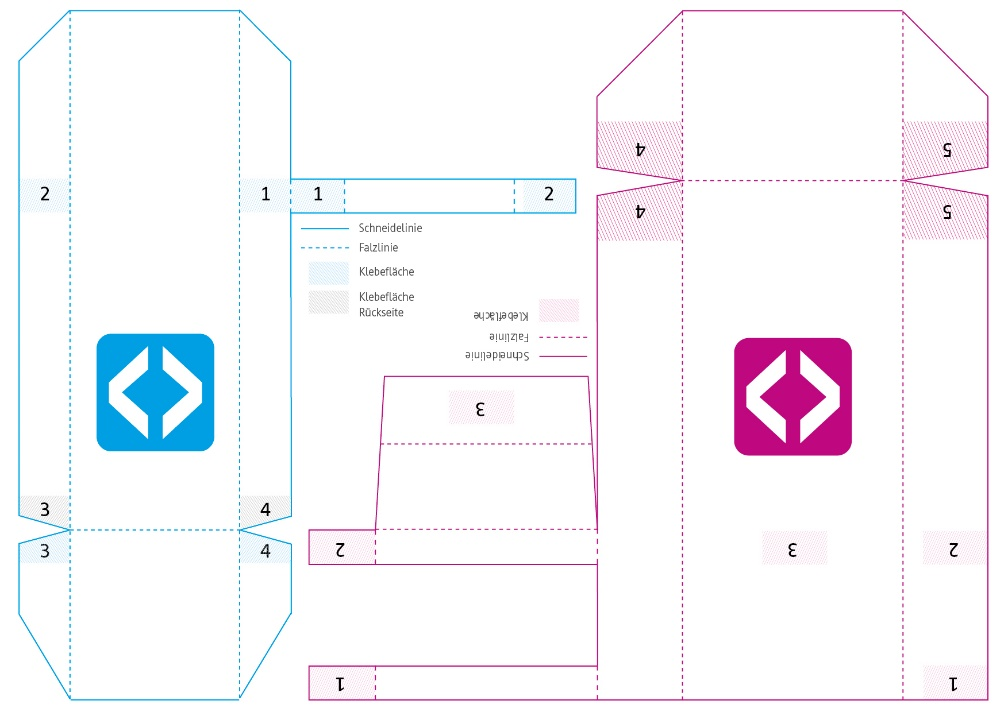 2
1
1
2
Schneidelinie
Falzlinie
Klebefläche
Klebefläche
Rückseite
3
4
3
4
4
5
4
5
Klebefläche
Falzlinie
Schneidelinie
3
2
3
2
1
1